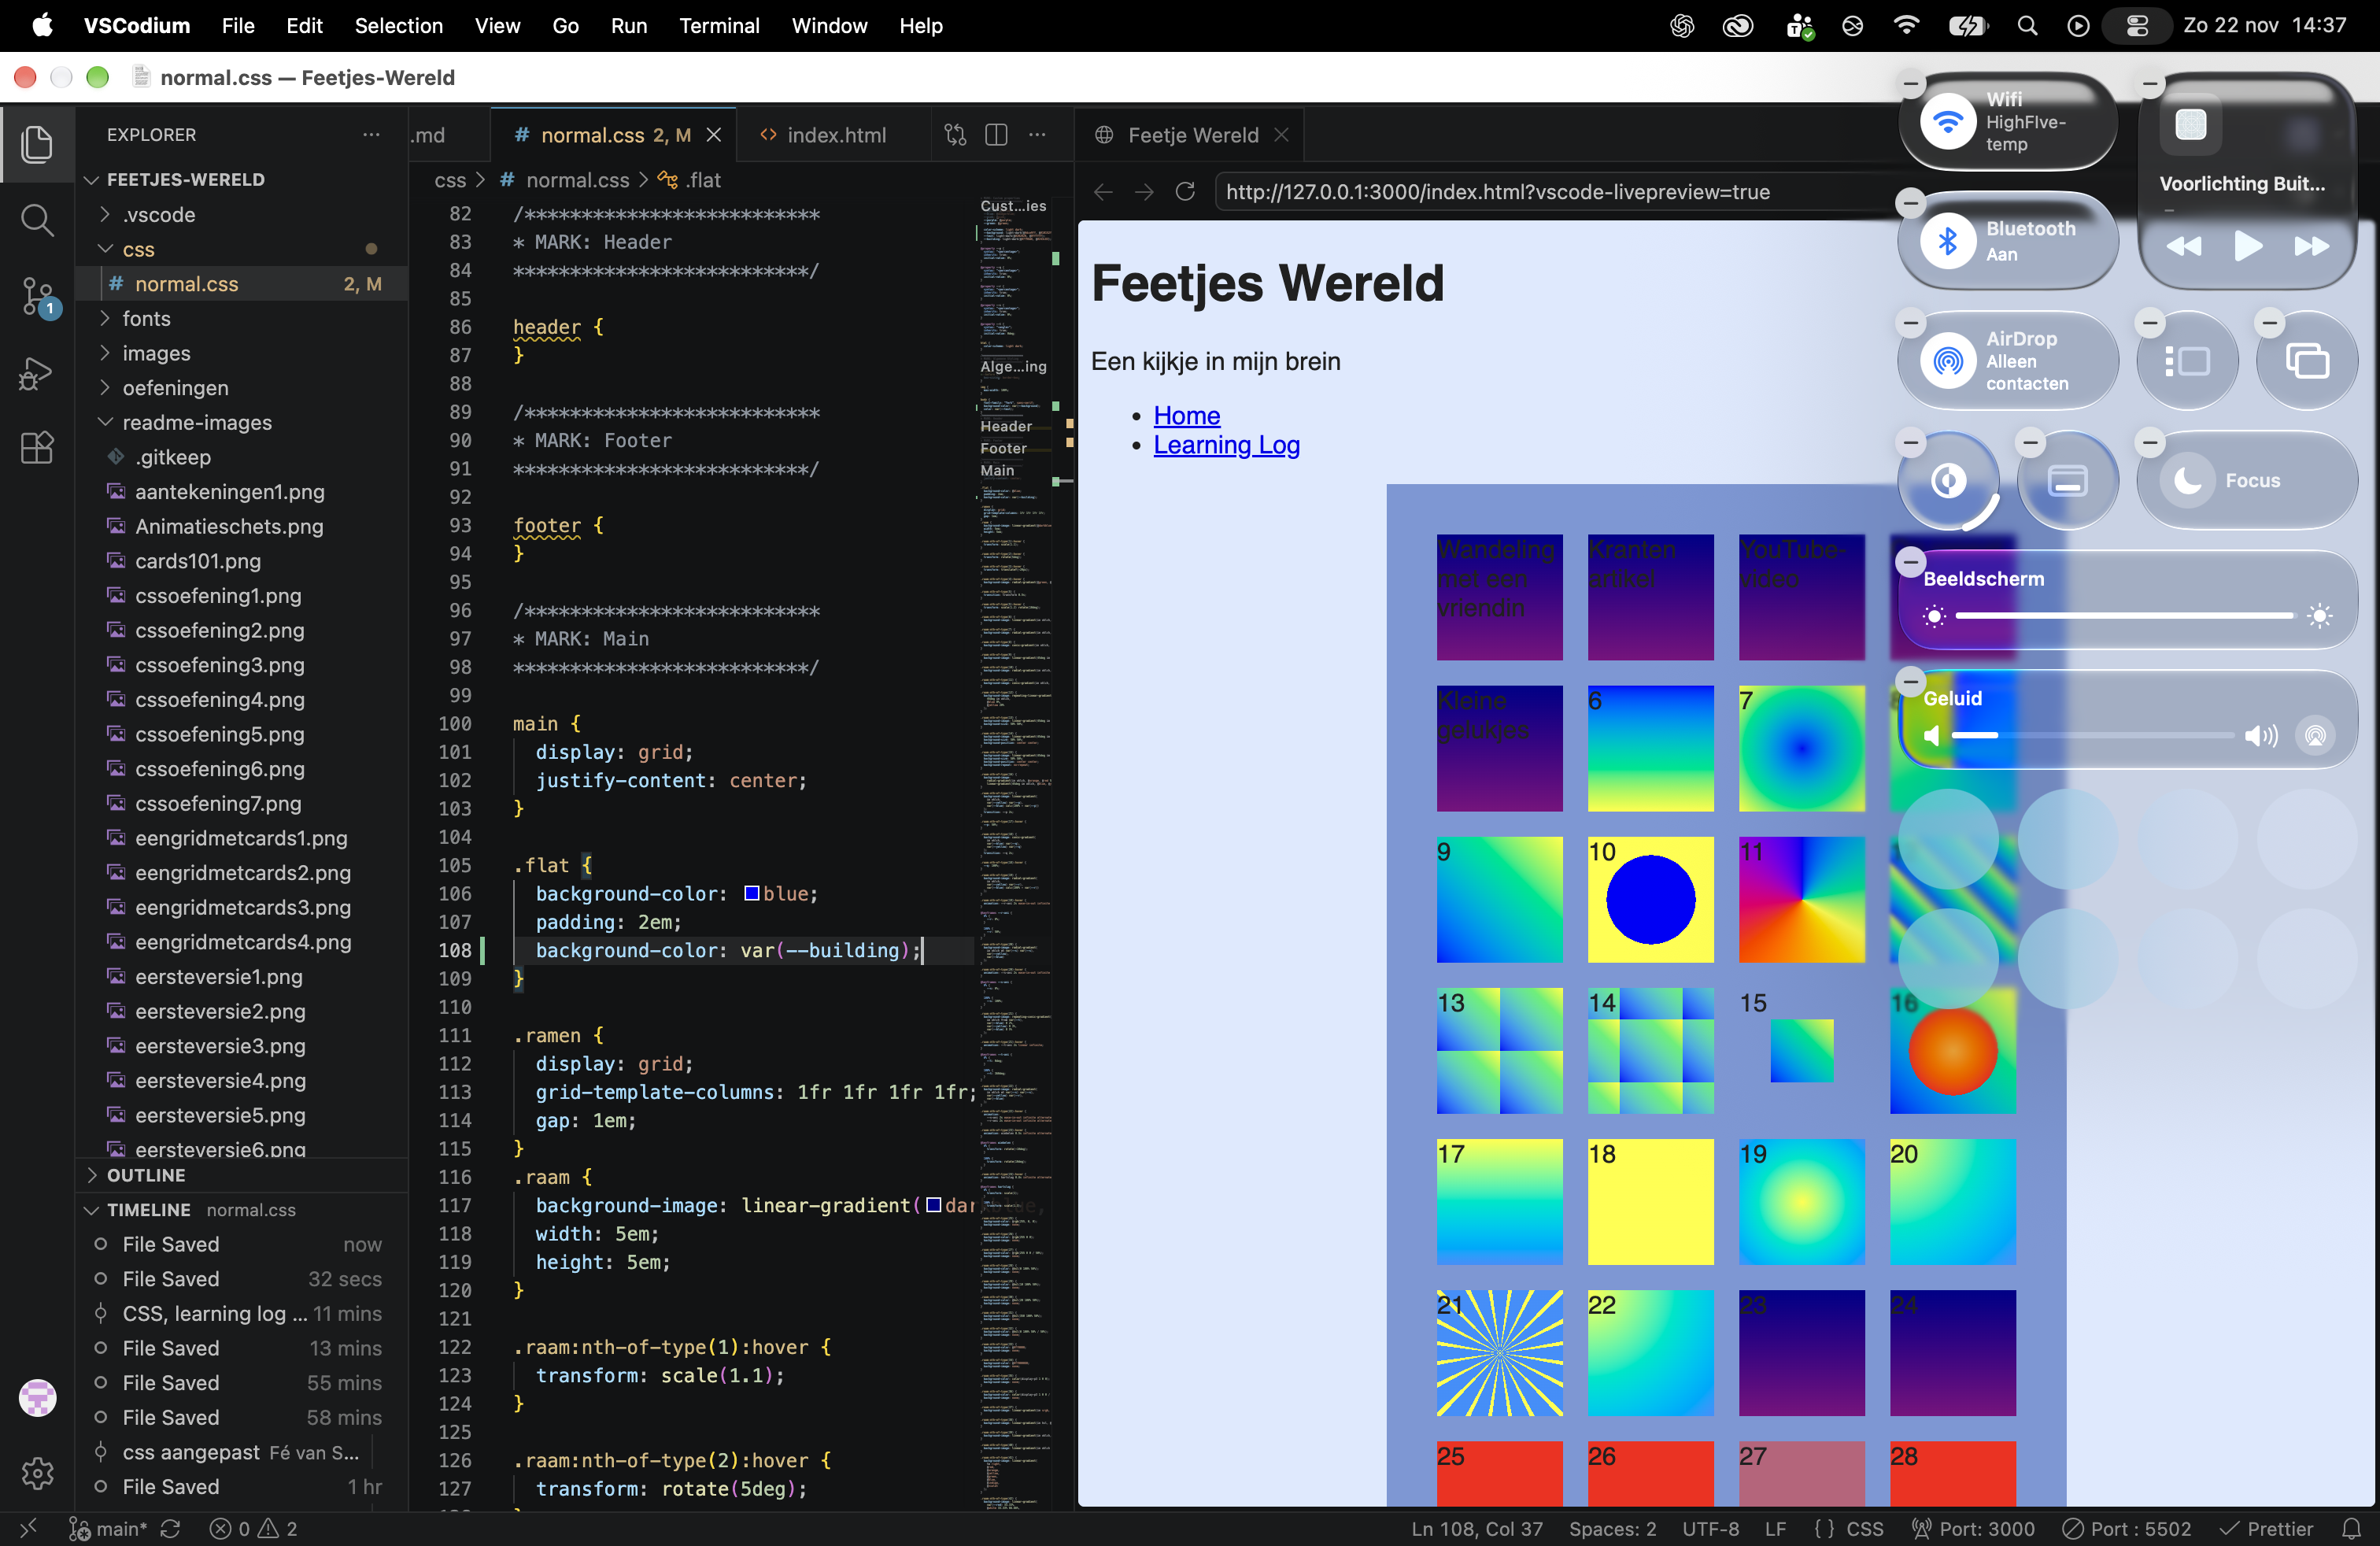 VSCodium File Edit Selection View Go Run Terminal Window Help
Zo 22 nov 14:37
normal.css — Feetjes-Wereld
EXPLORER
FEETJES-WERELD
.vscode
css
normal.css 2, M
fonts
images
oefeningen
readme-images
.gitkeep
aantekeningen1.png
Animatieschets.png
cards101.png
cssoefening1.png
cssoefening2.png
cssoefening3.png
cssoefening4.png
cssoefening5.png
cssoefening6.png
cssoefening7.png
eengridmetcards1.png
eengridmetcards2.png
eengridmetcards3.png
eengridmetcards4.png
eersteversie1.png
eersteversie2.png
eersteversie3.png
eersteversie4.png
eersteversie5.png
eersteversie6.png
OUTLINE
TIMELINE normal.css
File Saved now
File Saved 32 secs
CSS, learning log ... 11 mins
File Saved 13 mins
File Saved 55 mins
File Saved 58 mins
css aangepast Fé van S...
File Saved 1 hr
1
.md
# normal.css 2, M
index.html
css > # normal.css > .flat
82 /**************************
83 * MARK: Header
84 **************************/
85
86 header {
87 }
88
89 /**************************
90 * MARK: Footer
91 **************************/
92
93 footer {
94 }
95
96 /**************************
97 * MARK: Main
98 **************************/
99
100 main {
101 display: grid;
102 justify-content: center;
103 }
104
105 .flat {
106 background-color: blue;
107 padding: 2em;
108 background-color: var(--building);
109 }
110
111 .ramen {
112 display: grid;
113 grid-template-columns: 1fr 1fr 1fr 1fr;
114 gap: 1em;
115 }
116 .raam {
117 background-image: linear-gradient(darkblue,
118 width: 5em;
119 height: 5em;
120 }
121
122 .raam:nth-of-type(1):hover {
123 transform: scale(1.1);
124 }
125
126 .raam:nth-of-type(2):hover {
127 transform: rotate(5deg);
Cust...ies
Alge...ing
Header
Footer
Main
Feetje Wereld
http://127.0.0.1:3000/index.html?vscode-livepreview=true
Feetjes Wereld
Een kijkje in mijn brein
Home
Learning Log
Wandeling met een vriendin
Kranten artikel
YouTube-video
Kleine gelukjes
6
7
9
10
11
13
14
15
16
17
18
19
20
21
22
23
24
25
26
27
28
Wifi
HighFIve-
temp
Bluetooth
Aan
AirDrop
Alleen
contacten
Voorlichting Buit...
–
Focus
Beeldscherm
Geluid
main* 0 2
Ln 108, Col 37 Spaces: 2 UTF-8 LF { } CSS Port: 3000 Port : 5502 Prettier